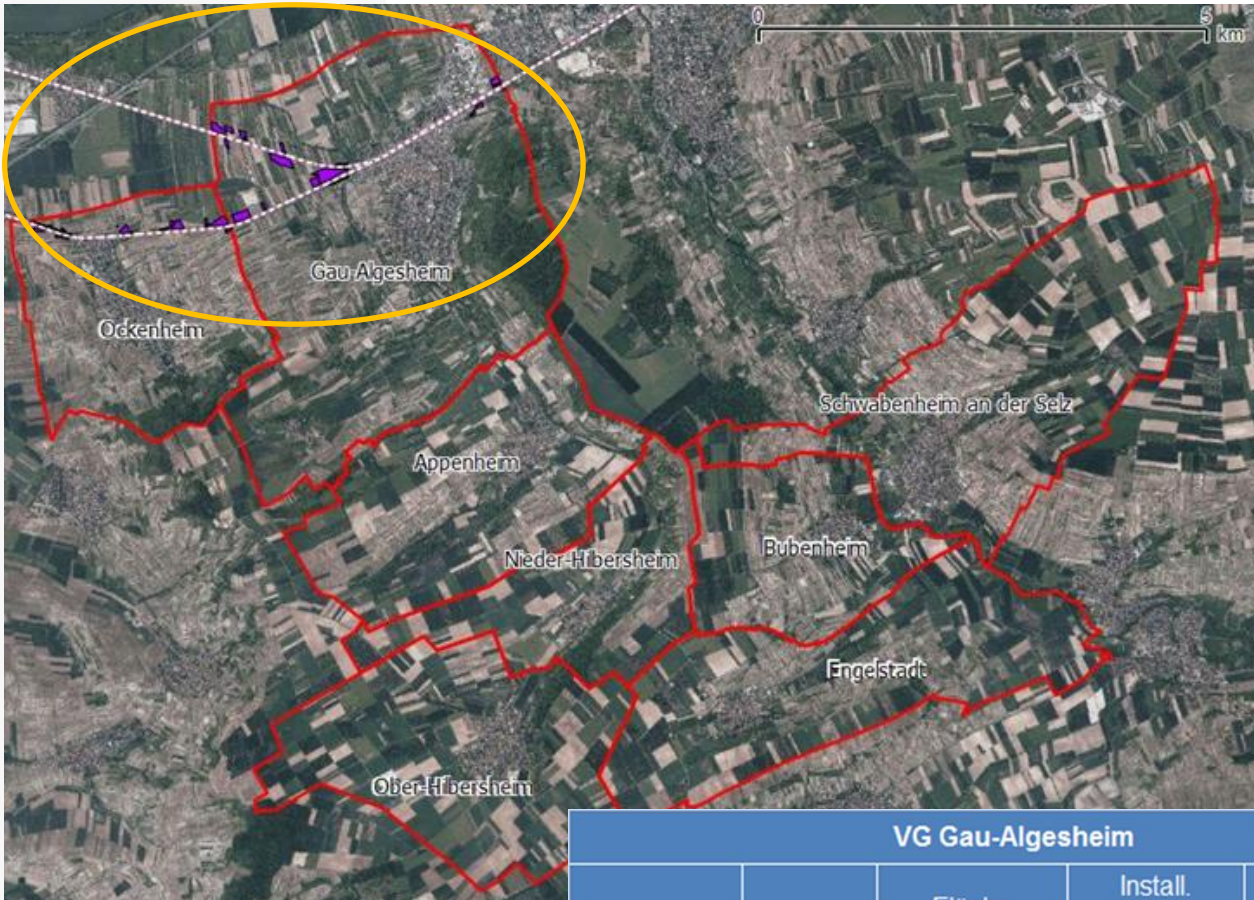 0 5
km
Gau-Algesheim
Ockenheim
Schwabenheim an der Selz
Appenheim
Nieder-Hilbersheim
Bubenheim
Engelstadt
Ober-Hilbersheim
VG Gau-Algesheim
Install.